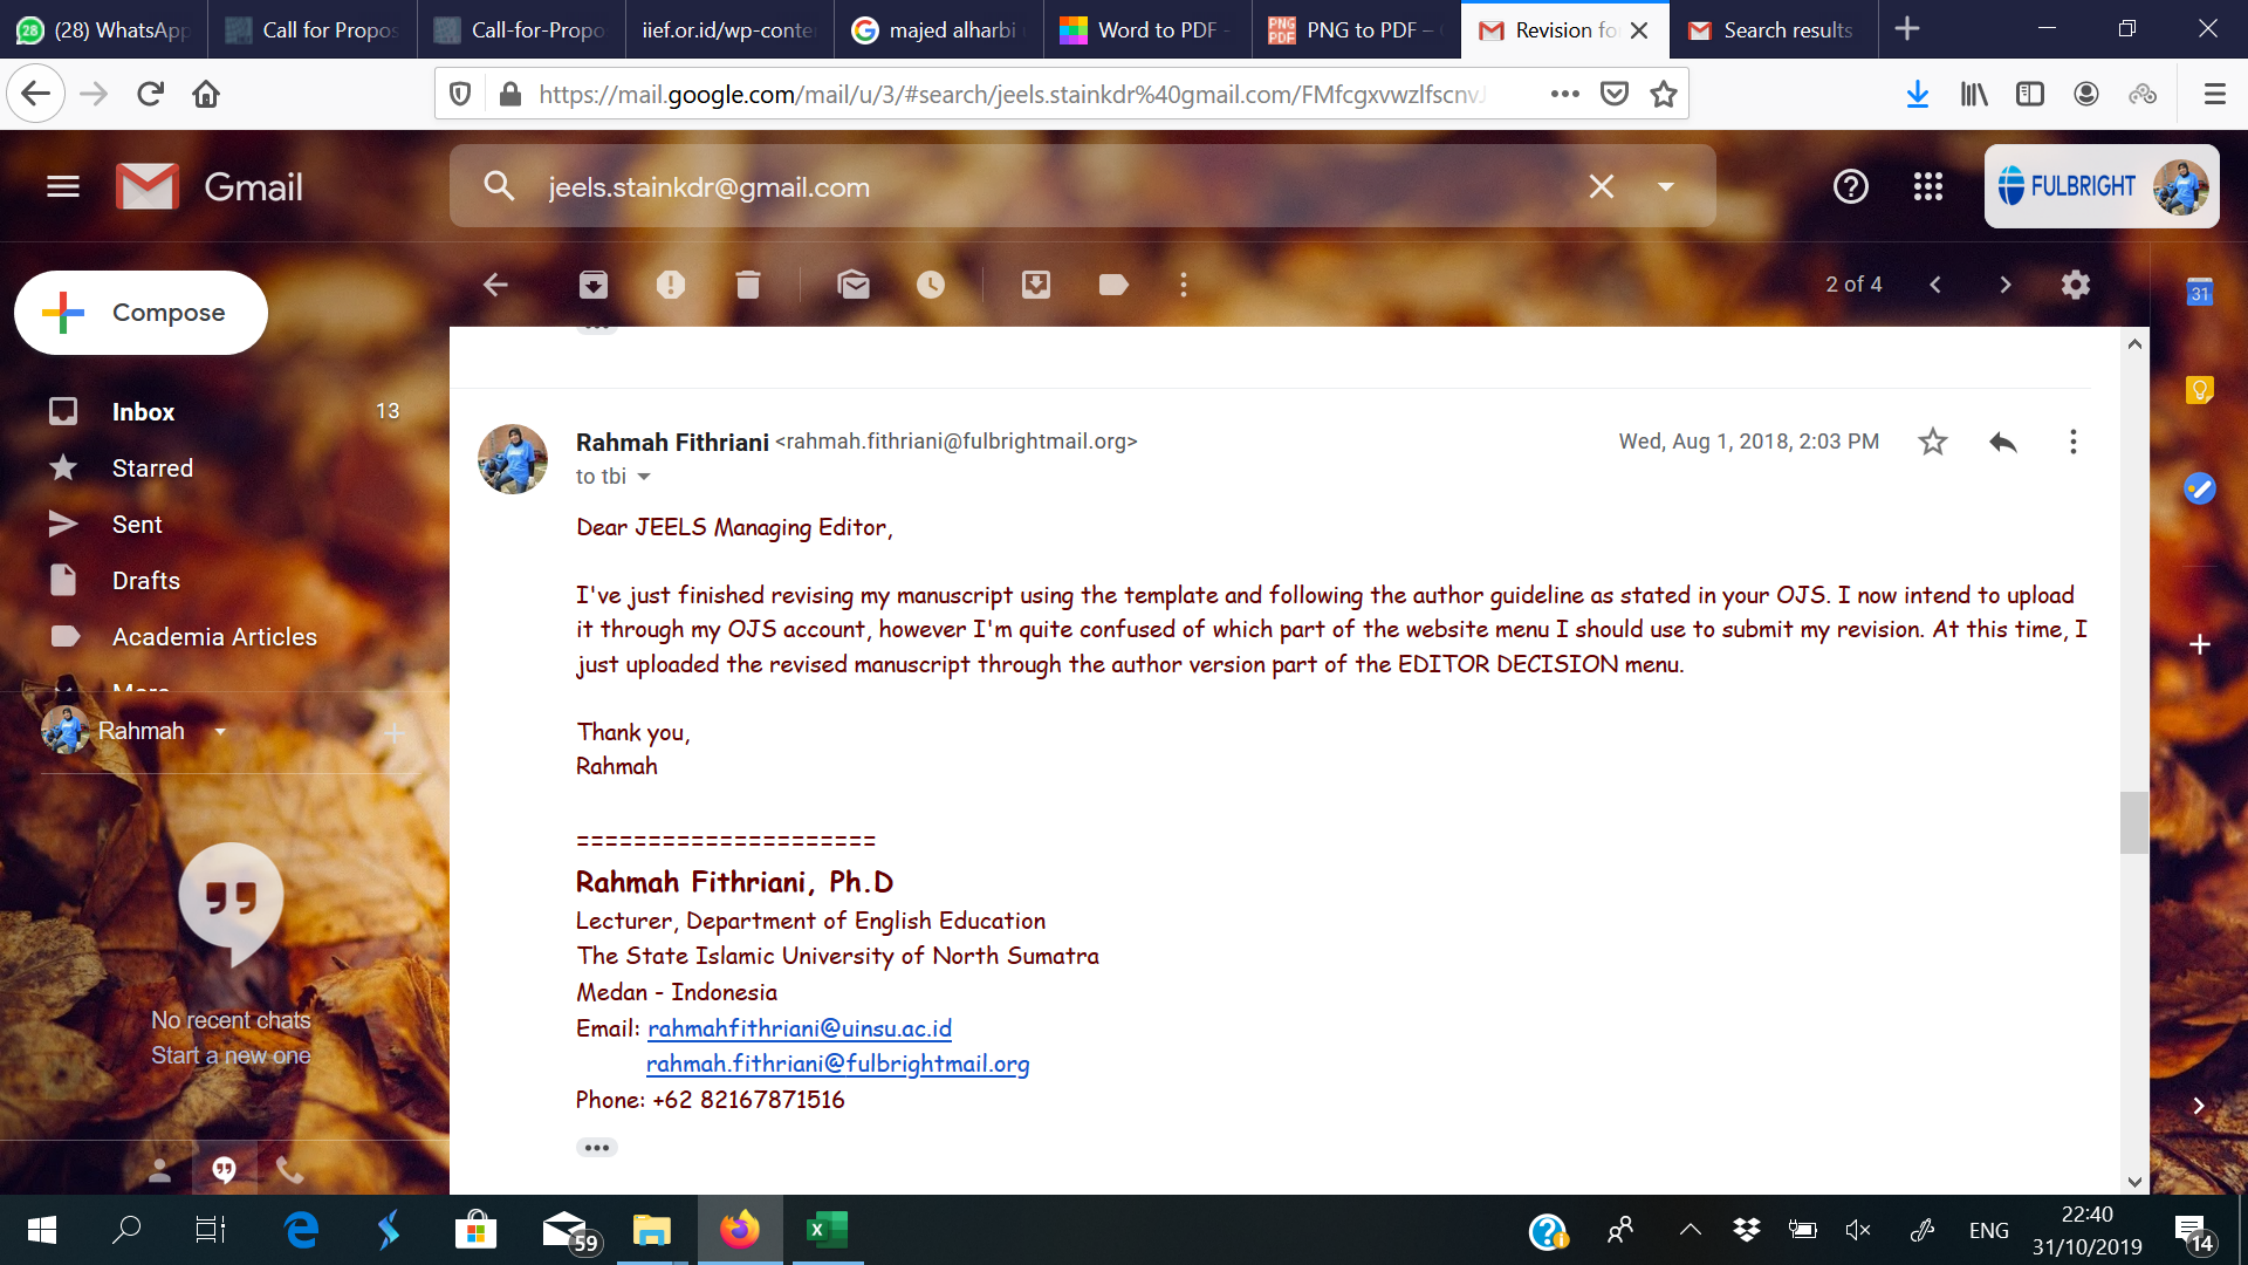 (28) WhatsApp
Call for Propos
Call-for-Propo
iief.or.id/wp-conte
majed alharbi
Word to PDF -
PNG to PDF –
Revision fo
Search results
https://mail.google.com/mail/u/3/#search/jeels.stainkdr%40gmail.com/FMfcgxvwzlfscnv
Gmail
jeels.stainkdr@gmail.com
FULBRIGHT
Compose
2 of 4
31
Inbox 13
Starred
Sent
Drafts
Academia Articles
More
Rahmah
No recent chats
Start a new one
Rahmah Fithriani <rahmah.fithriani@fulbrightmail.org>
Wed, Aug 1, 2018, 2:03 PM
to tbi
Dear JEELS Managing Editor,
I've just finished revising my manuscript using the template and following the author guideline as stated in your OJS. I now intend to upload
it through my OJS account, however I'm quite confused of which part of the website menu I should use to submit my revision. At this time, I
just uploaded the revised manuscript through the author version part of the EDITOR DECISION menu.
Thank you,
Rahmah
=====================
Rahmah Fithriani, Ph.D
Lecturer, Department of English Education
The State Islamic University of North Sumatra
Medan - Indonesia
Email: rahmahfithriani@uinsu.ac.id
rahmah.fithriani@fulbrightmail.org
Phone: +62 82167871516
59
ENG
22:40
31/10/2019
14